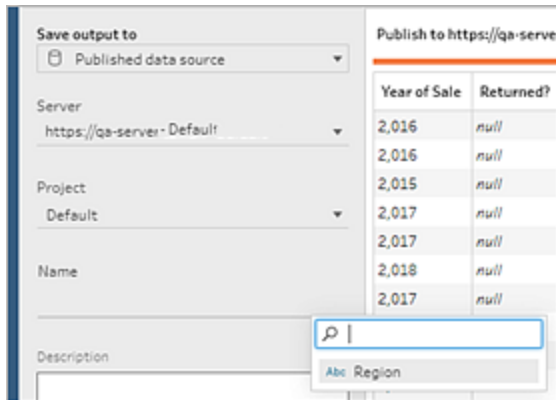 Save output to
Published data source
Server
https://qa-server - Default
Project
Default
Name
Description
Publish to https://qa-serve
Year of Sale Returned?
2,016 null
2,016 null
2,015 null
2,017 null
2,017 null
2,018 null
2,017 null
Abc Region